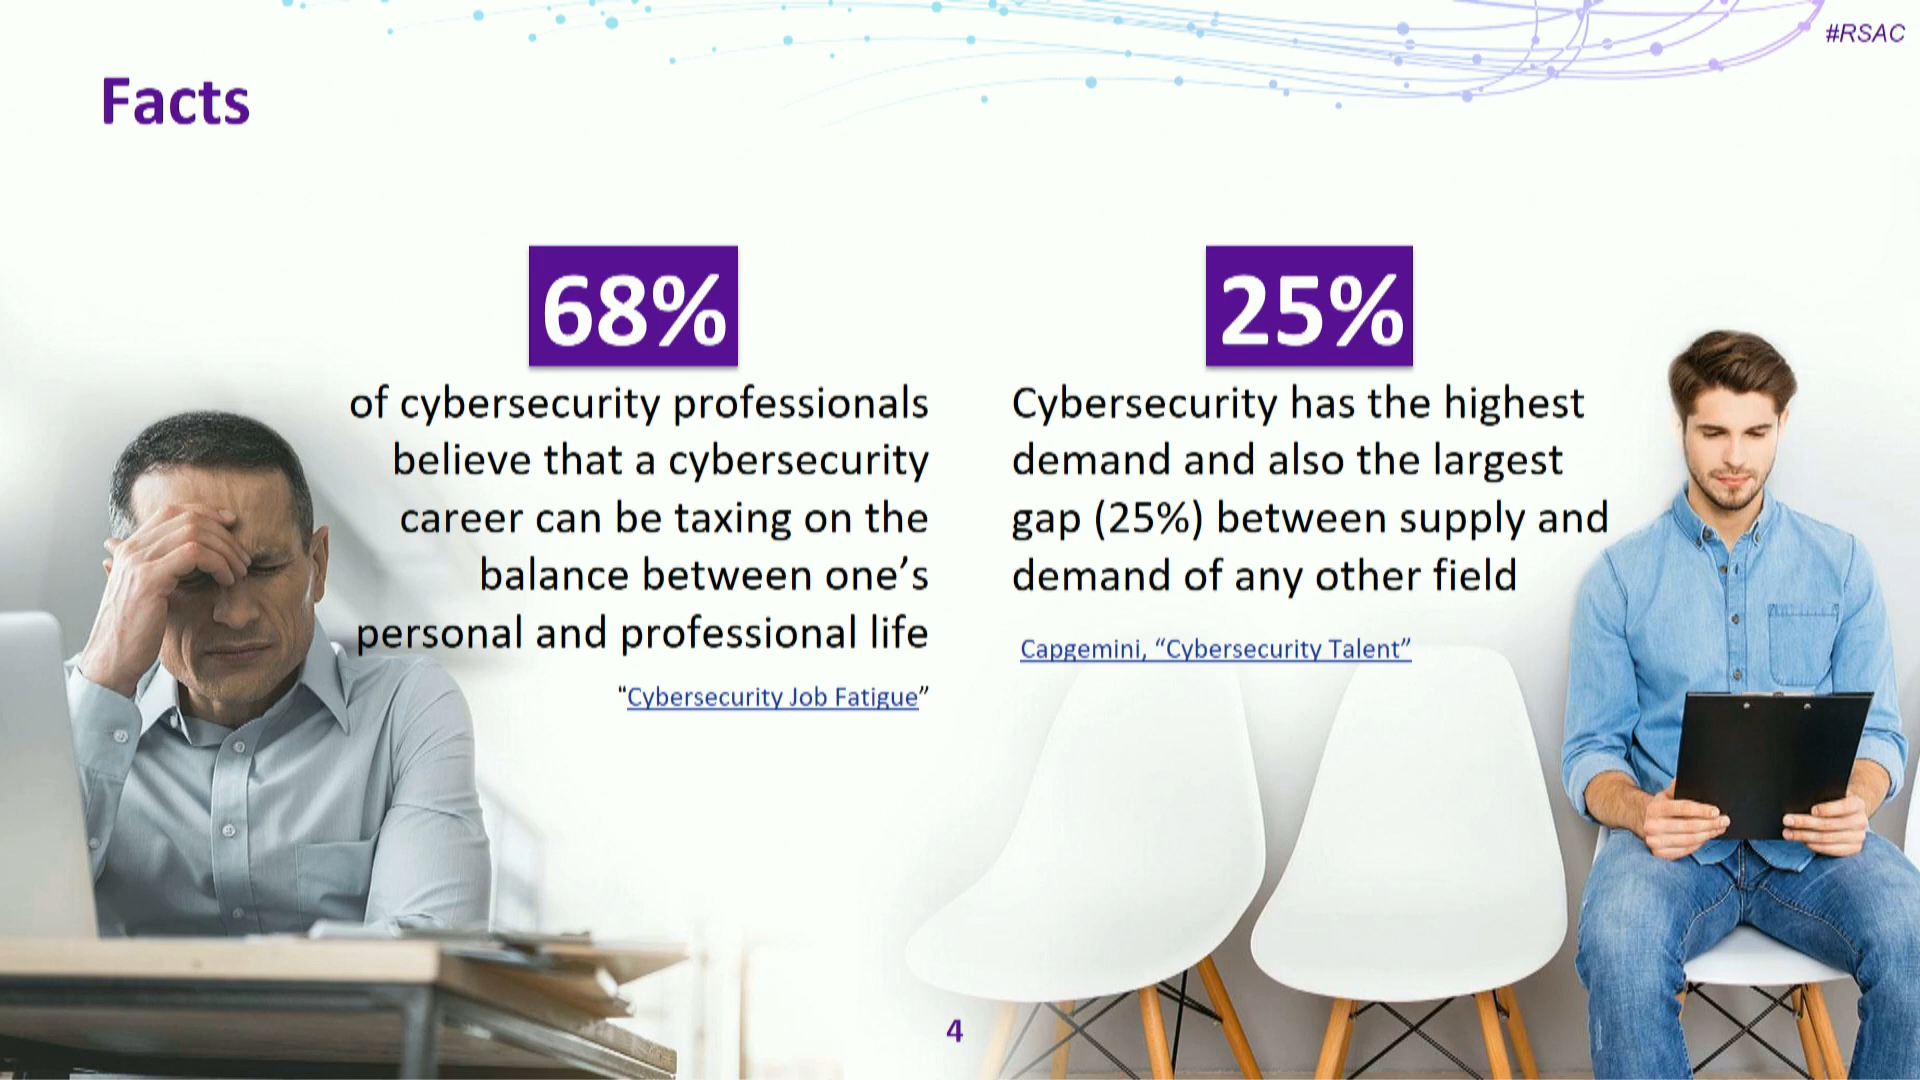 #RSAC
Facts
68%
of cybersecurity professionals
believe that a cybersecurity
career can be taxing on the
balance between one’s
personal and professional life
“Cybersecurity Job Fatigue”
25%
Cybersecurity has the highest
demand and also the largest
gap (25%) between supply and
demand of any other field
Capgemini, “Cybersecurity Talent”
4